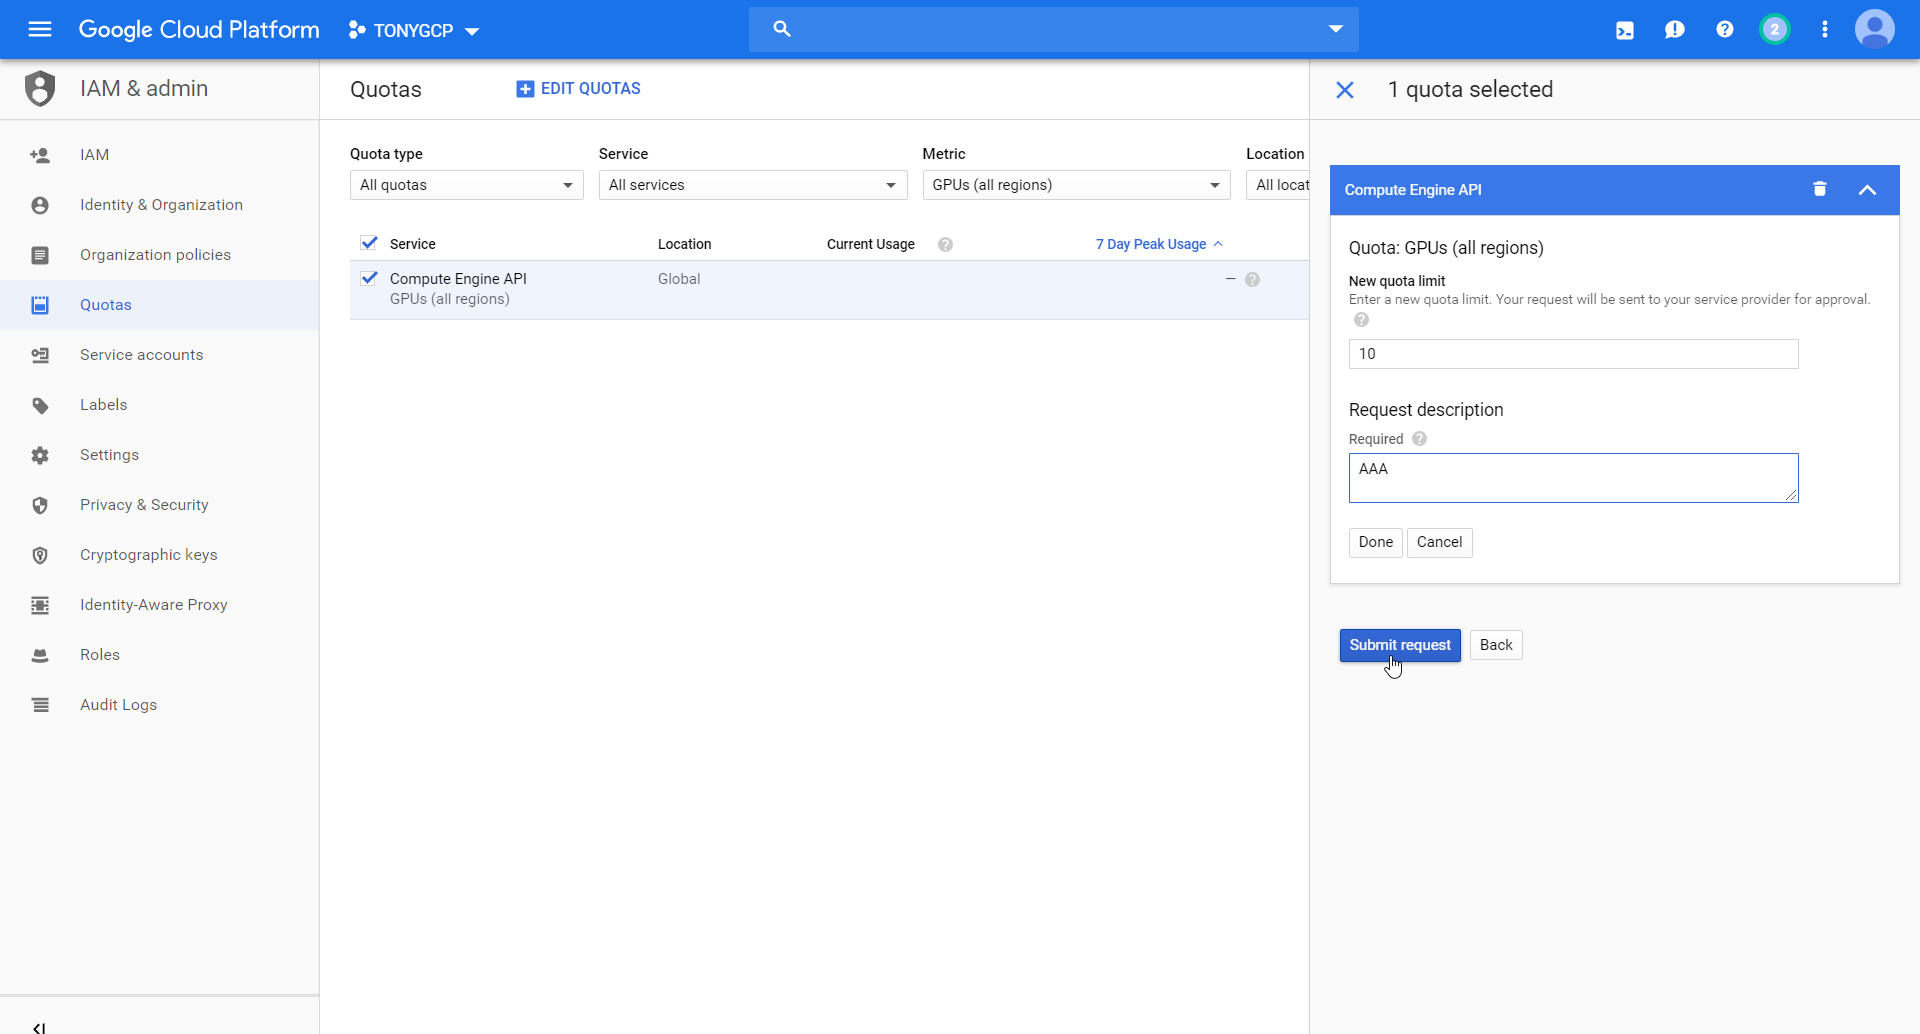 Google Cloud Platform
TONYGCP
2
IAM & admin
Quotas
EDIT QUOTAS
1 quota selected
IAM
Identity & Organization
Organization policies
Quotas
Service accounts
Labels
Settings
Privacy & Security
Cryptographic keys
Identity-Aware Proxy
Roles
Audit Logs
Quota type
Service
Metric
Location
All quotas
All services
GPUs (all regions)
All locat
Service
Location
Current Usage
?
7 Day Peak Usage
Compute Engine API
Global
–
?
GPUs (all regions)
Compute Engine API
Quota: GPUs (all regions)
New quota limit
Enter a new quota limit. Your request will be sent to your service provider for approval.
?
10
Request description
Required
?
AAA
Done
Cancel
Submit request
Back